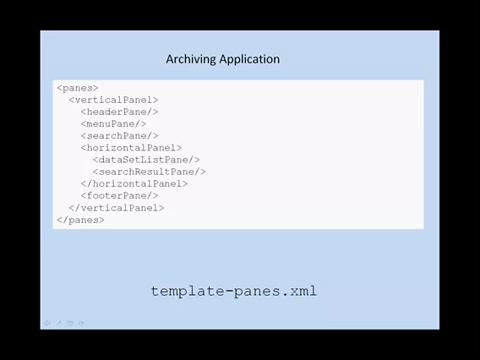 Archiving Application
<panes>
  <verticalPanel>
    <headerPane/>
    <menuPane/>
    <searchPane/>
    <horizontalPanel>
      <dataSetListPane/>
      <searchResultPane/>
    </horizontalPanel>
    <footerPane/>
  </verticalPanel>
</panes>
template-panes.xml